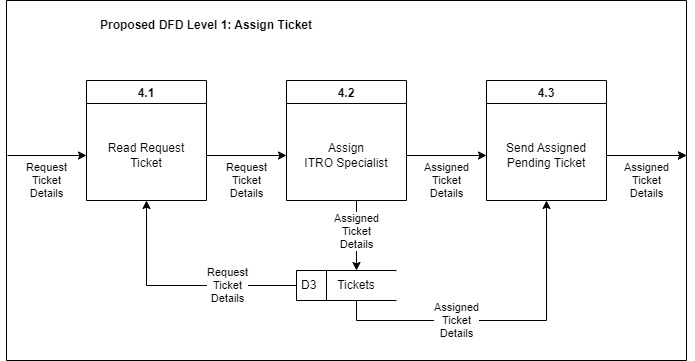 Proposed DFD Level 1: Assign Ticket
4.1
4.2
4.3
Read Request
Ticket
Assign
ITRO Specialist
Send Assigned
Pending Ticket
Request
Ticket
Details
Request
Ticket
Details
Assigned
Ticket
Details
Assigned
Ticket
Details
Assigned
Ticket
Details
Request
Ticket
Details
D3
Tickets
Assigned
Ticket
Details